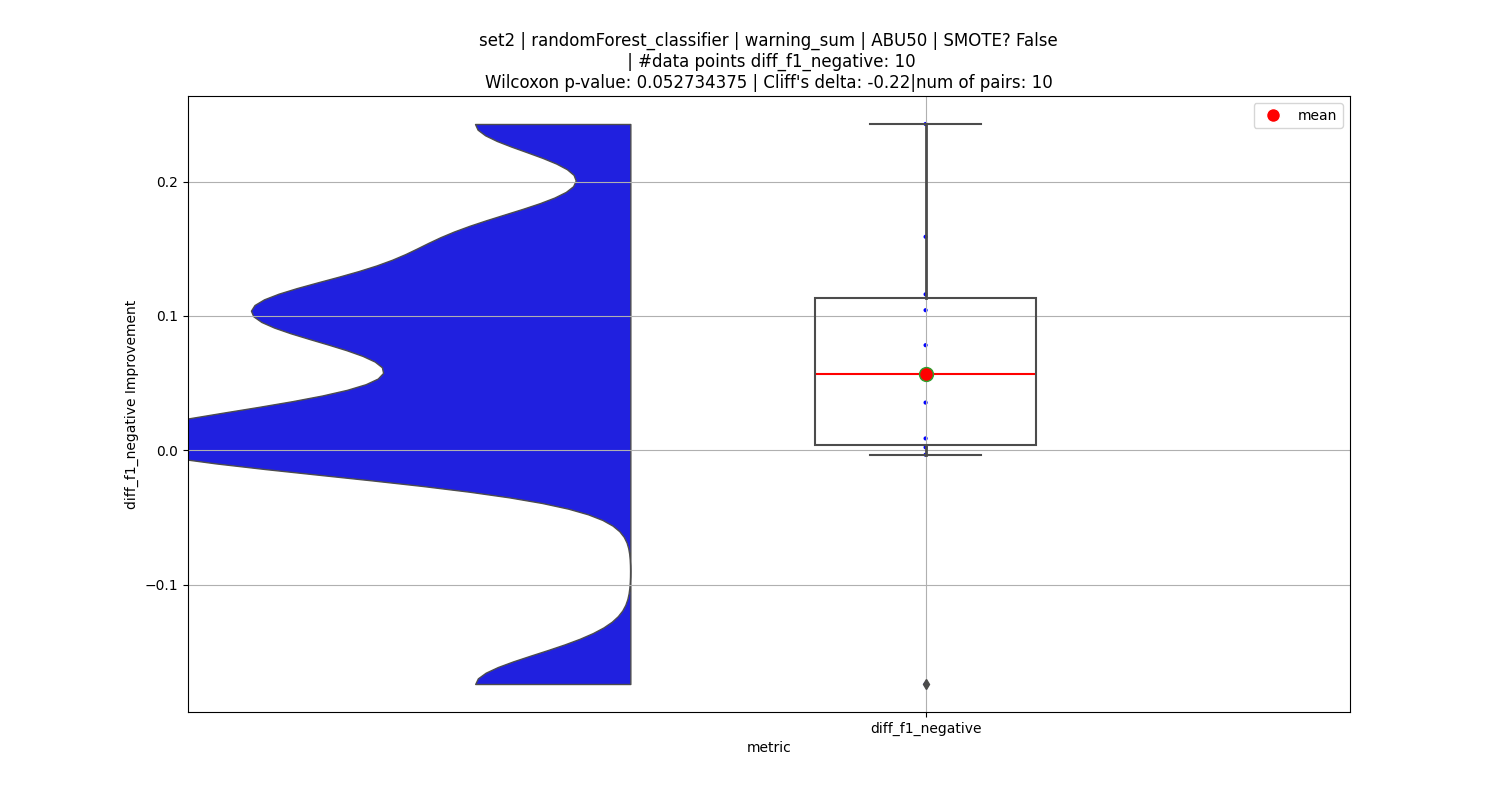 set2 | randomForest_classifier | warning_sum | ABU50 | SMOTE? False
| #data points diff_f1_negative: 10
Wilcoxon p-value: 0.052734375 | Cliff's delta: -0.22|num of pairs: 10
mean
0.2
0.1
0.0
−0.1
diff_f1_negative Improvement
diff_f1_negative
metric